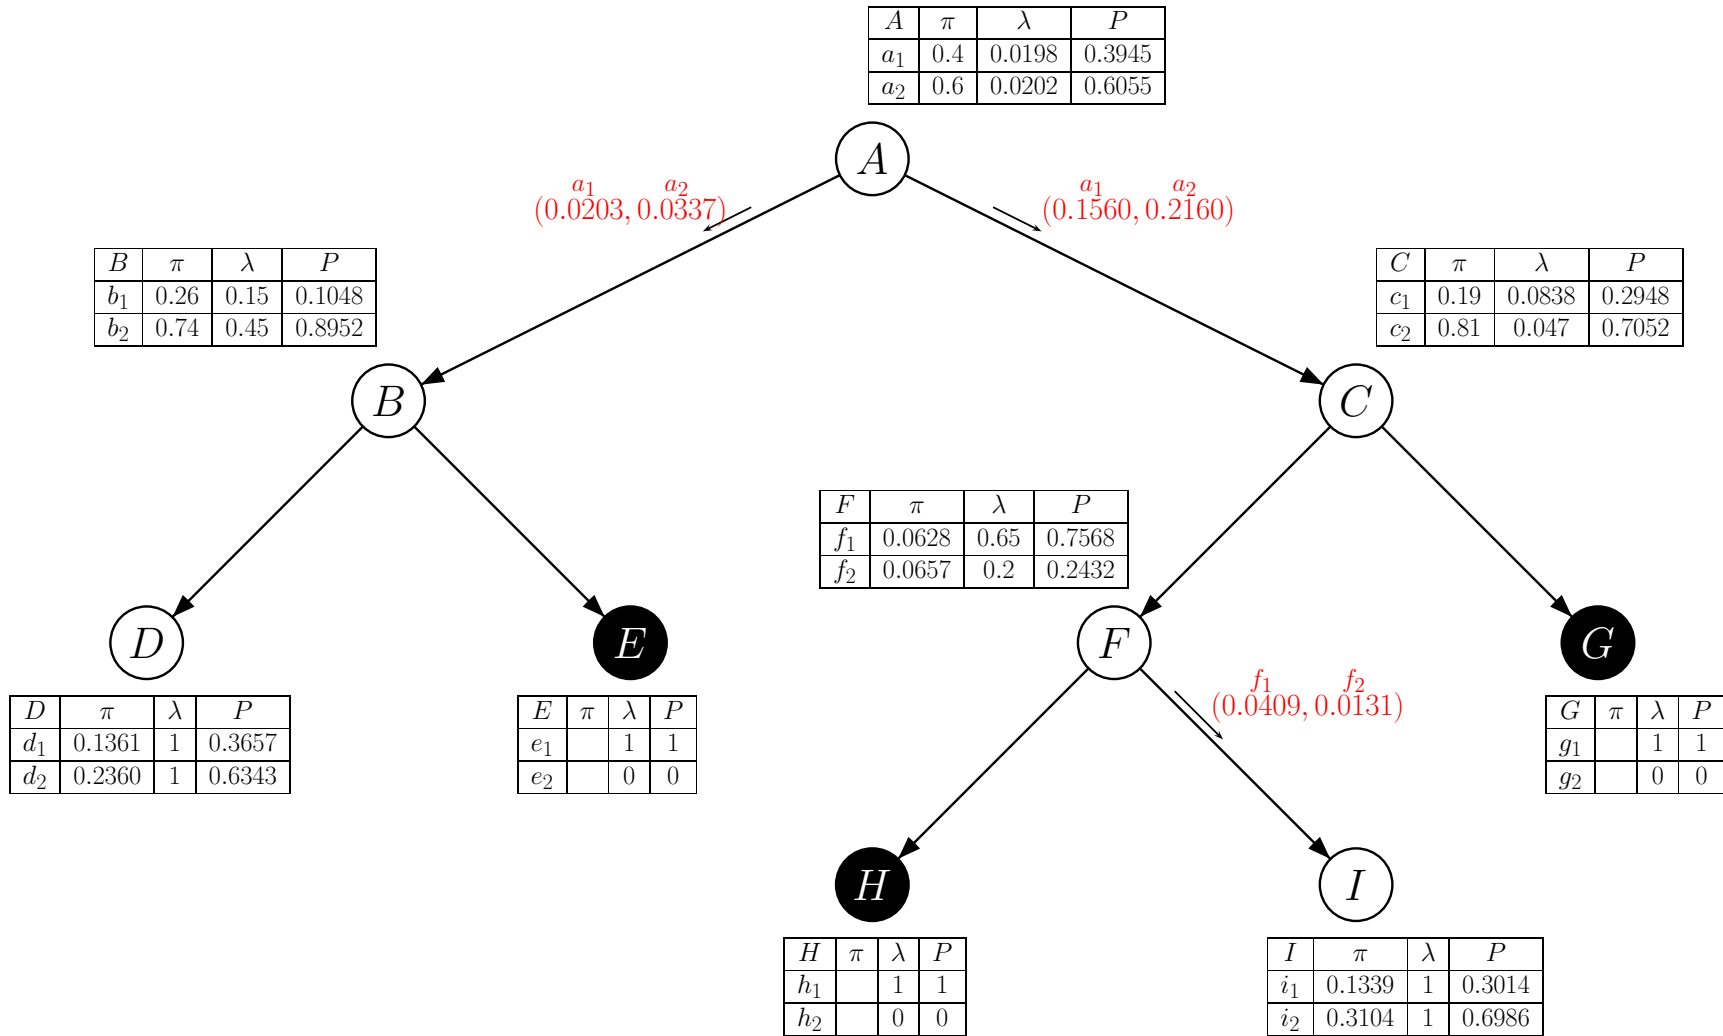 A π λ P
a1 0.4 0.0198 0.3945
a2 0.6 0.0202 0.6055
A
a1 a2
(0.0203, 0.0337)
a1 a2
(0.1560, 0.2160)
B π λ P
b1 0.26 0.15 0.1048
b2 0.74 0.45 0.8952
C π λ P
c1 0.19 0.0838 0.2948
c2 0.81 0.047 0.7052
B
C
F π λ P
f1 0.0628 0.65 0.7568
f2 0.0657 0.2 0.2432
D
E
F
G
f1 f2
(0.0409, 0.0131)
D π λ P
d1 0.1361 1 0.3657
d2 0.2360 1 0.6343
E π λ P
e1 1 1
e2 0 0
G π λ P
g1 1 1
g2 0 0
H
I
H π λ P
h1 1 1
h2 0 0
I π λ P
i1 0.1339 1 0.3014
i2 0.3104 1 0.6986